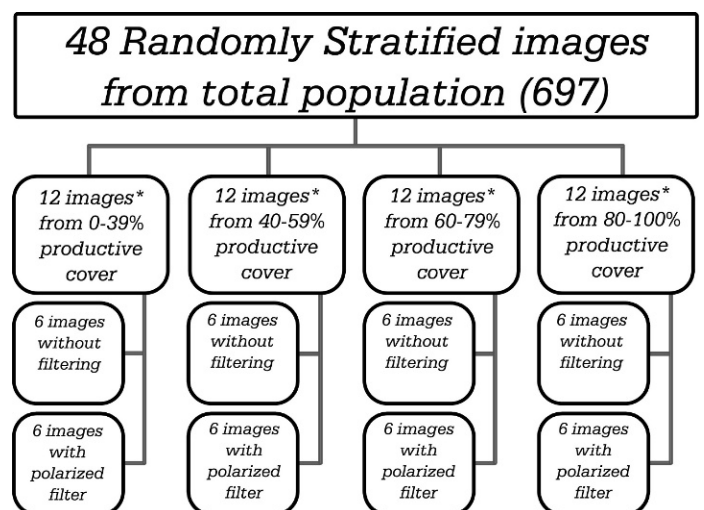 48 Randomly Stratified images
from total population (697)
12 images*
from 0-39%
productive
cover
12 images*
from 40-59%
productive
cover
12 images*
from 60-79%
productive
cover
12 images*
from 80-100%
productive
cover
6 images
without
filtering
6 images
without
filtering
6 images
without
filtering
6 images
without
filtering
6 images
with
polarized
filter
6 images
with
polarized
filter
6 images
with
polarized
filter
6 images
with
polarized
filter